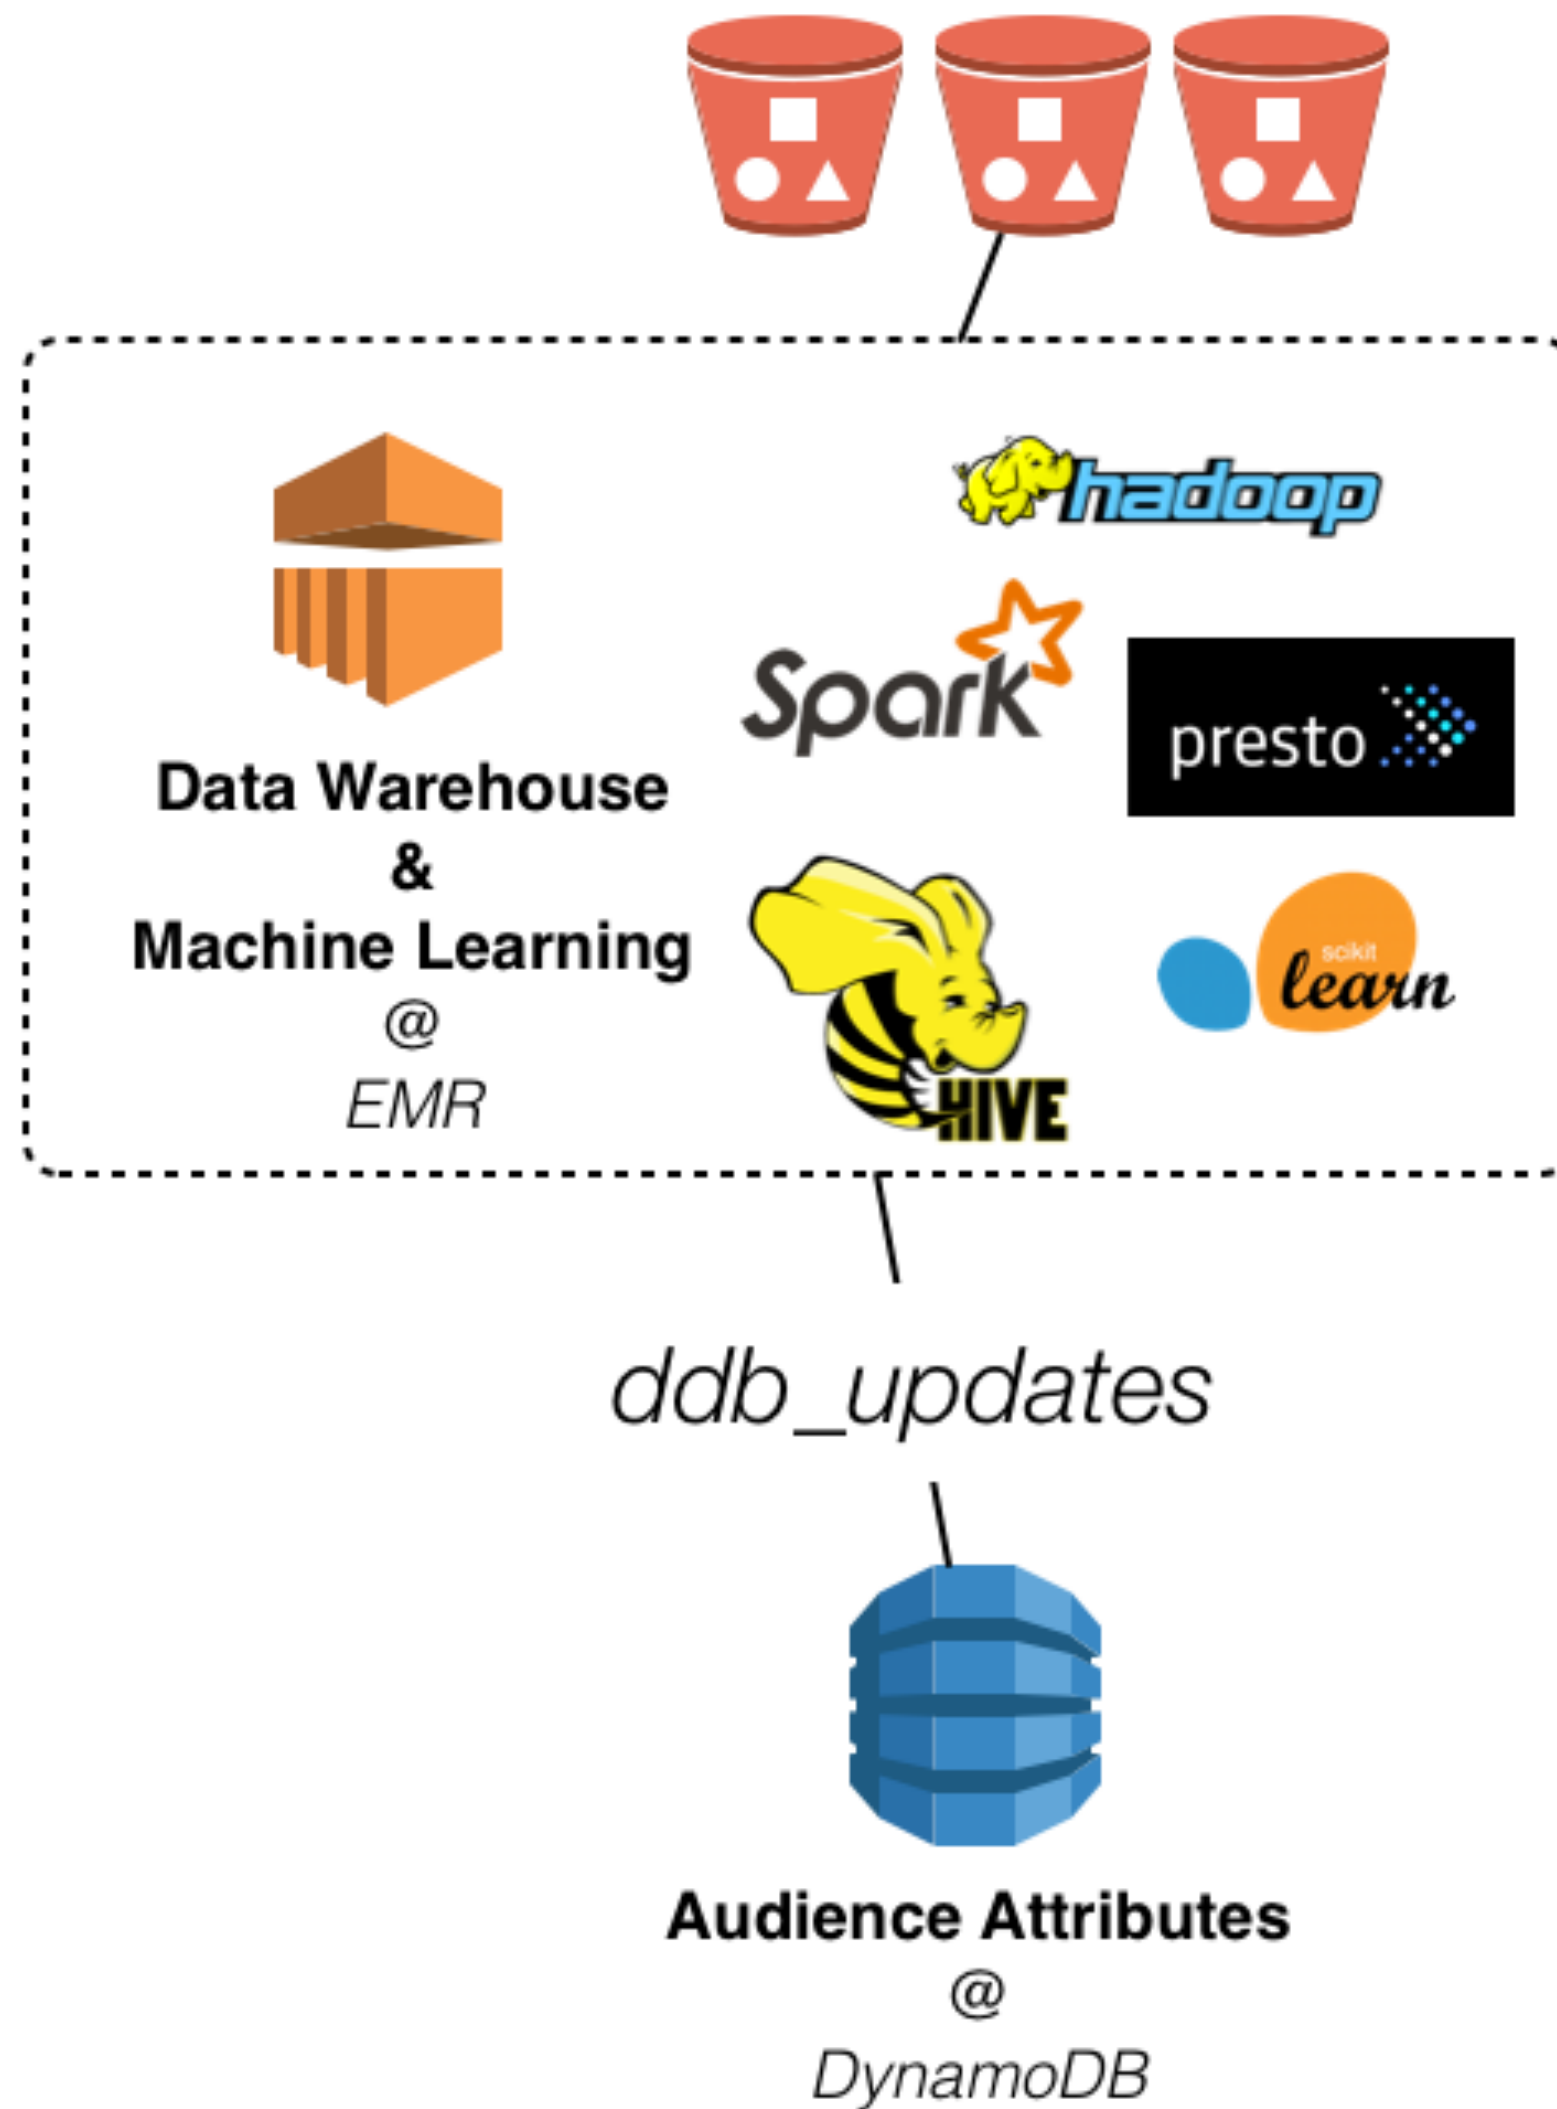 hadoop
Spark
presto
Data Warehouse
&
Machine Learning
@
EMR
scikit
learn
HIVE
ddb_updates
Audience Attributes
@
DynamoDB